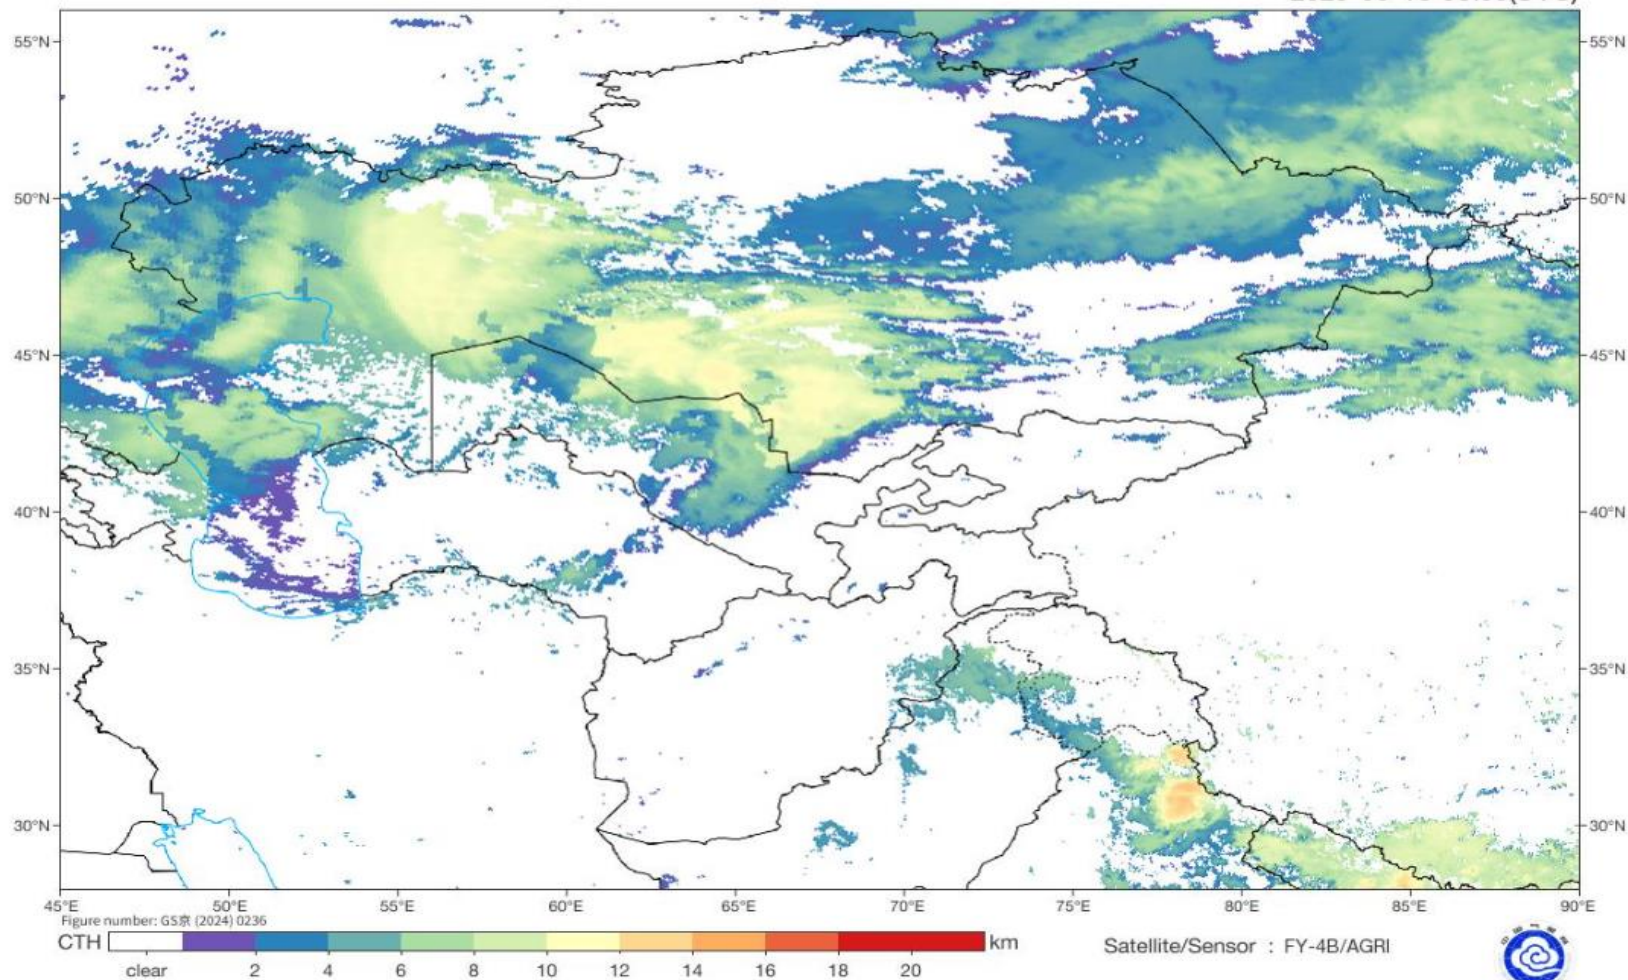 55°N 55°N
50°N 50°N
45°N 45°N
40°N 40°N
35°N 35°N
30°N 30°N
45°E 50°E 55°E 60°E 65°E 70°E 75°E 80°E 85°E 90°E
Figure number: GS京 (2024) 0236
CTH km
clear 2 4 6 8 10 12 14 16 18 20
Satellite/Sensor : FY-4B/AGRI